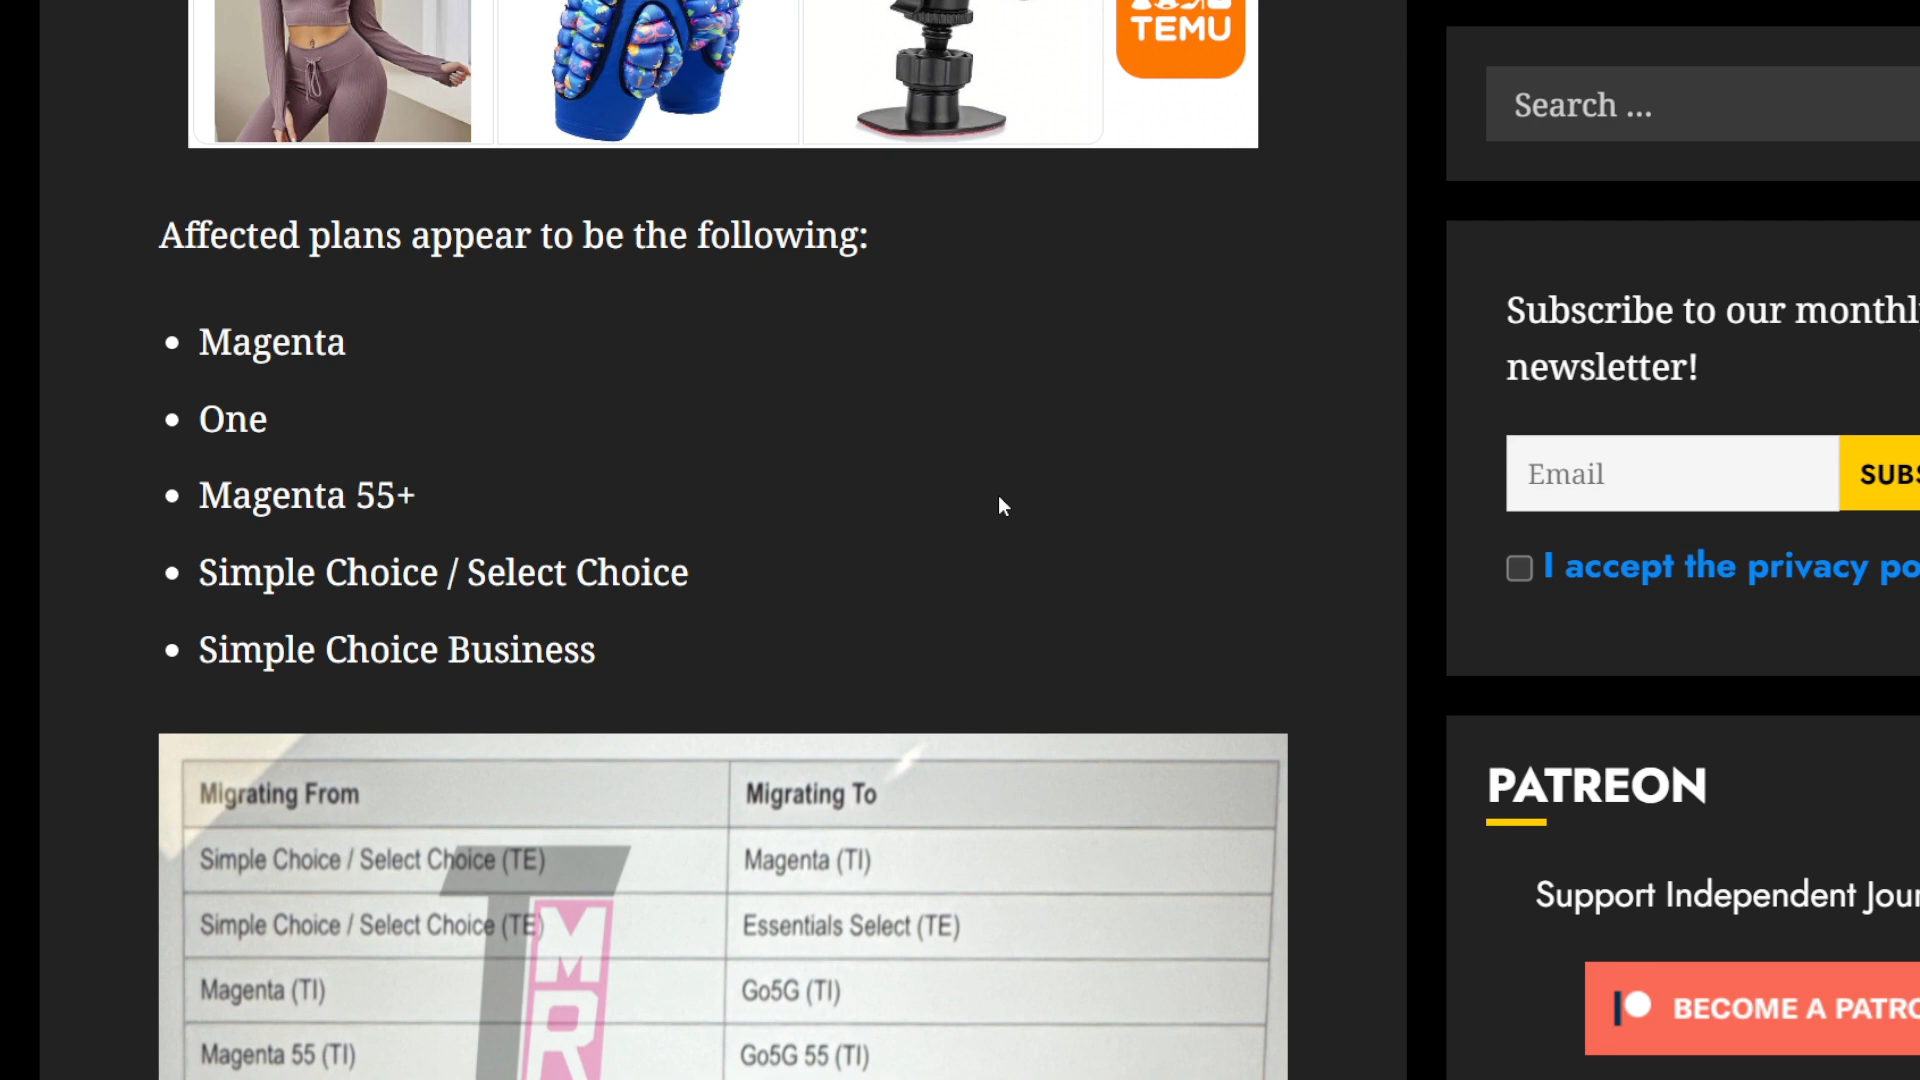 TEMU
Search ...
Affected plans appear to be the following:
Magenta
One
Magenta 55+
Simple Choice / Select Choice
Simple Choice Business
Subscribe to our monthl
newsletter!
Email
SUBS
I accept the privacy po
PATREON
Support Independent Jour
BECOME A PATRO
Migrating From Migrating To
Simple Choice / Select Choice (TE) Magenta (TI)
Simple Choice / Select Choice (TE) Essentials Select (TE)
Magenta (TI) Go5G (TI)
Magenta 55 (TI) Go5G 55 (TI)
TMR